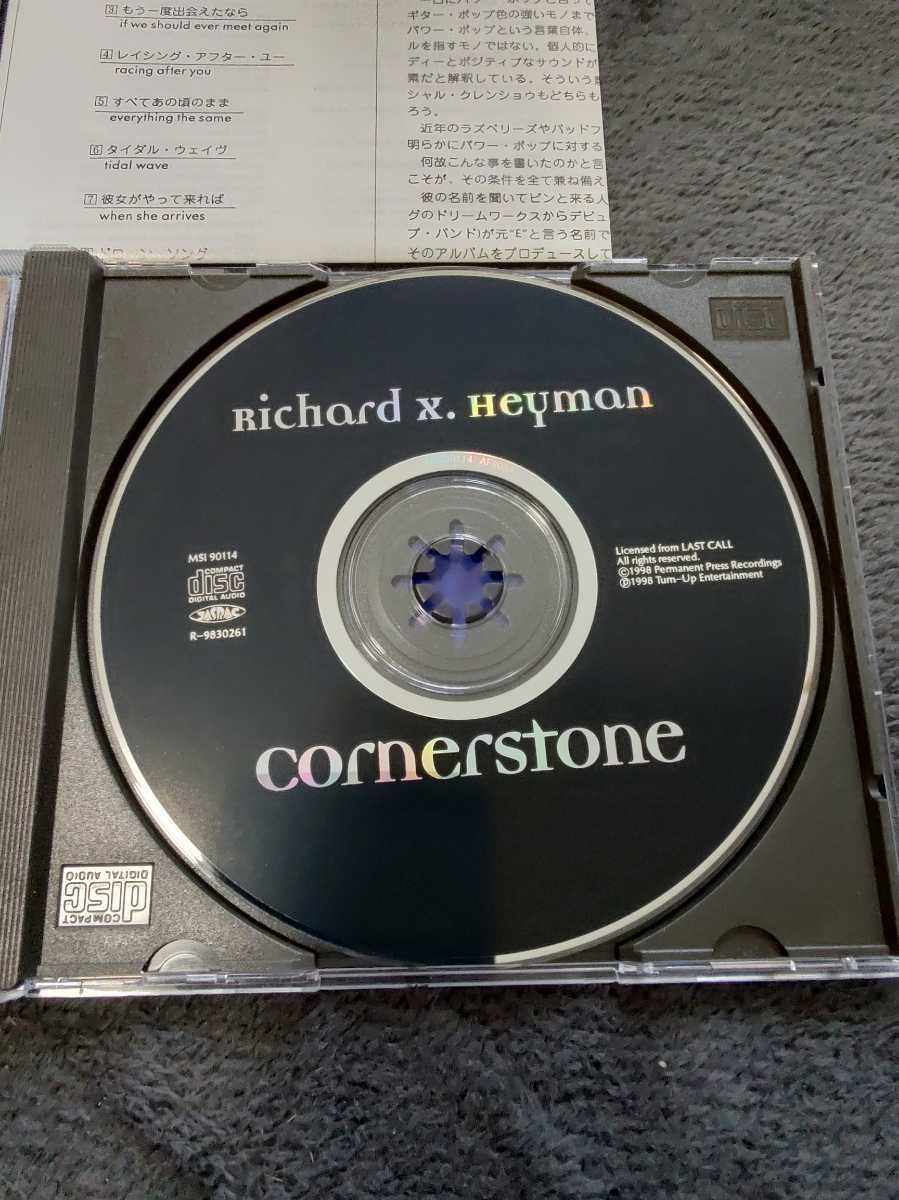 3 もう一度出会えたなら
if we should ever meet again
4 レイシング・アフター・ユー
racing after you
5 すべてあの頃のまま
everything the same
6 タイダル・ウェイヴ
tidal wave
7 彼女がやって来れば
when she arrives
ギター・ポップ色の強いモノまで
パワー・ポップという言葉自体、
ルを指すモノではない。個人的に
ディーとポジティブなサウンドが
素だと解釈している。そういう意
シャル・クレンショウもどちらも
ろう。
近年のラズベリーズやバッドフ
明らかにパワー・ポップに対する
何故こんな事を書いたのかと言
こそが、その条件を全て兼ね備え
彼の名前を聞いてピンと来る人
グのドリームワークスからデビュ
プ・バンド)が元“E”と言う名前で
そのアルバムをプロデュースして
Richard X. Heyman
MSI 90114
COMPACT
disc
DIGITAL AUDIO
JASRAC
R-9830261
Licensed from LAST CALL
All rights reserved.
©1998 Permanent Press Recordings
℗1998 Turn-Up Entertainment
cornerstone
disc
COMPACT
disc
DIGITAL AUDIO